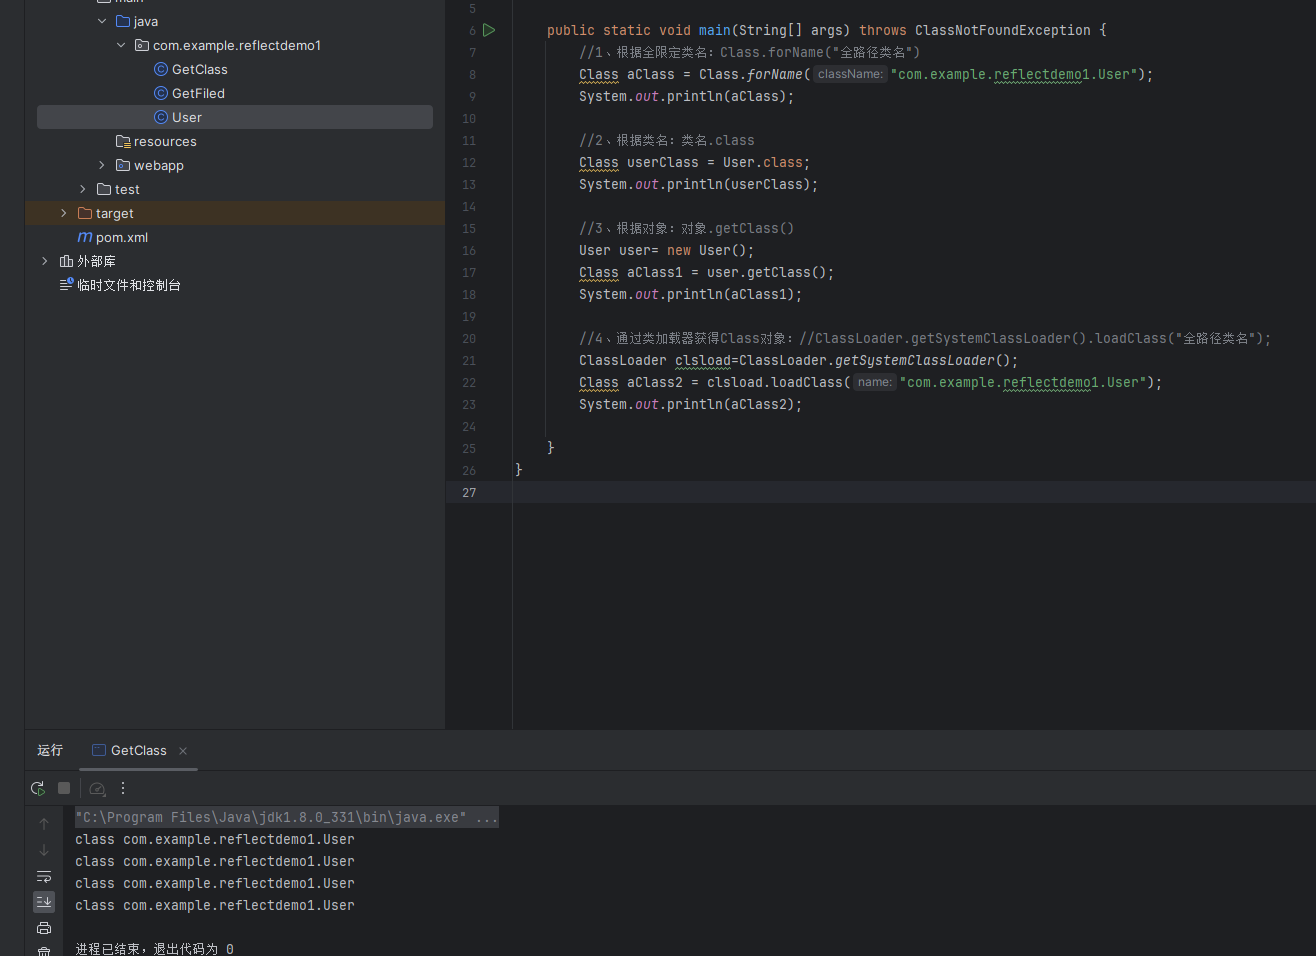 java
com.example.reflectdemo1
GetClass
GetFiled
User
resources
webapp
test
target
pom.xml
外部库
临时文件和控制台
5
6 public static void main(String[] args) throws ClassNotFoundException {
7 //1、根据全限定类名：Class.forName("全路径类名")
8 Class aClass = Class.forName( className: "com.example.reflectdemo1.User");
9 System.out.println(aClass);
10
11 //2、根据类名：类名.class
12 Class userClass = User.class;
13 System.out.println(userClass);
14
15 //3、根据对象：对象.getClass()
16 User user= new User();
17 Class aClass1 = user.getClass();
18 System.out.println(aClass1);
19
20 //4、通过类加载器获得Class对象：//ClassLoader.getSystemClassLoader().loadClass("全路径类名");
21 ClassLoader clsload=ClassLoader.getSystemClassLoader();
22 Class aClass2 = clsload.loadClass( name: "com.example.reflectdemo1.User");
23 System.out.println(aClass2);
24
25 }
26 }
27
运行 GetClass
"C:\Program Files\Java\jdk1.8.0_331\bin\java.exe" ...
class com.example.reflectdemo1.User
class com.example.reflectdemo1.User
class com.example.reflectdemo1.User
class com.example.reflectdemo1.User
进程已结束，退出代码为 0